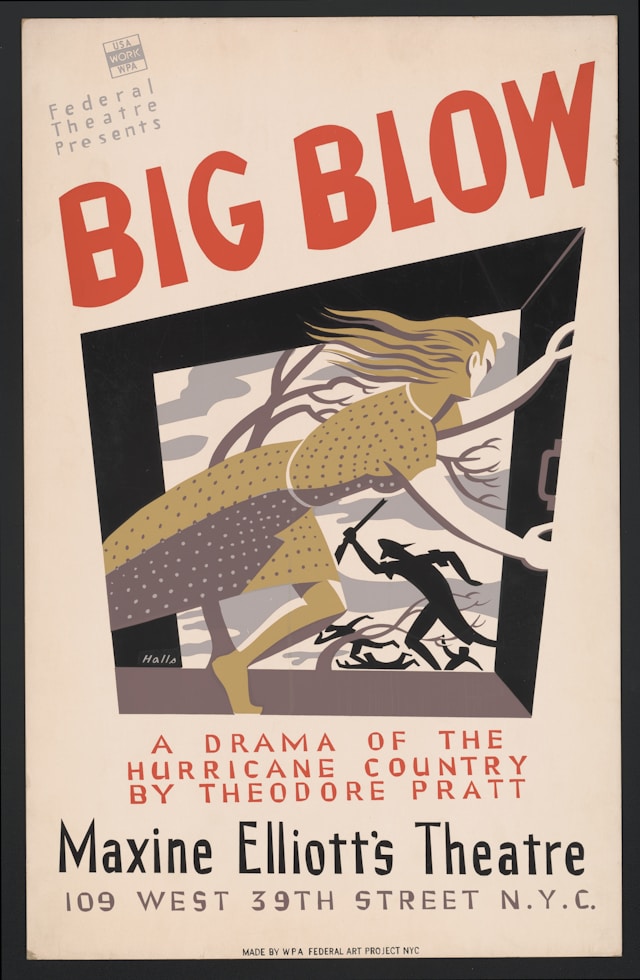 USA
WORK
WPA
Federal
Theatre
Presents
BIG BLOW
Halls
A DRAMA OF THE
HURRICANE COUNTRY
BY THEODORE PRATT
Maxine Elliott's Theatre
109 WEST 39TH STREET N.Y.C.
MADE BY WPA FEDERAL ART PROJECT NYC